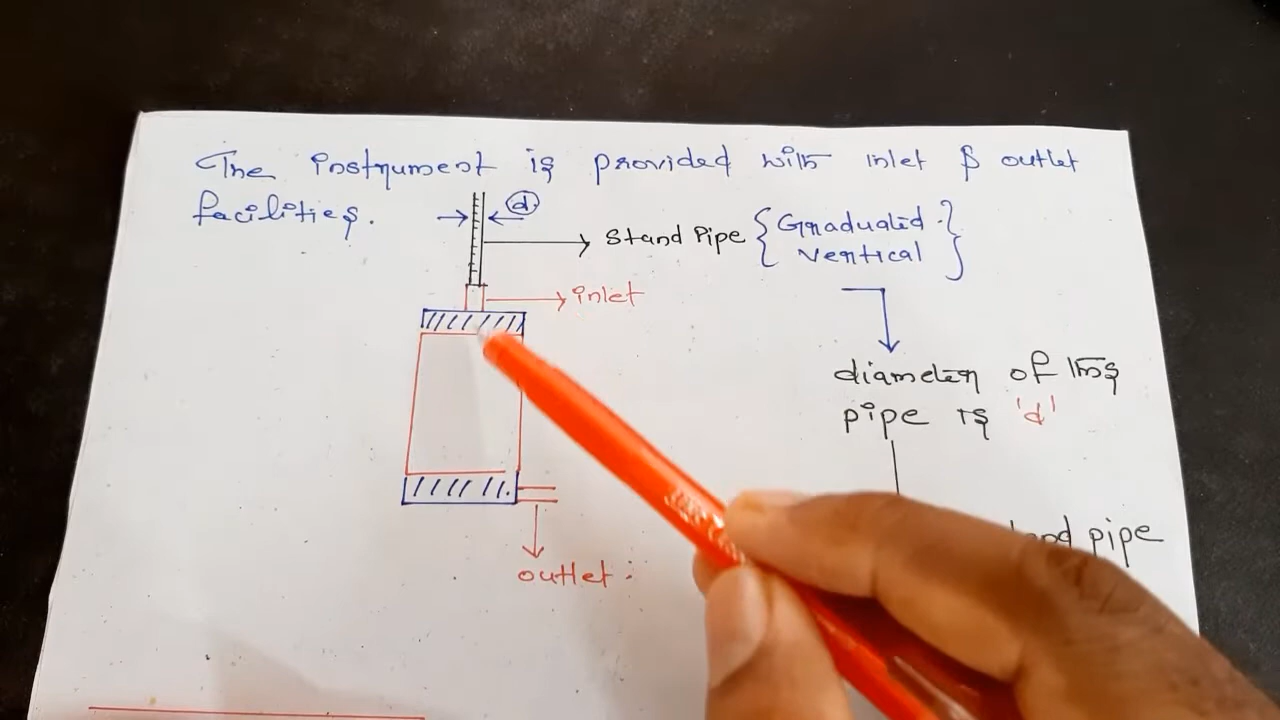 The instrument is provided with inlet & outlet
facilities.
d
Stand Pipe { Graduated.
Vertical }
inlet
diameter of this
pipe is 'd'
pipe
outlet: